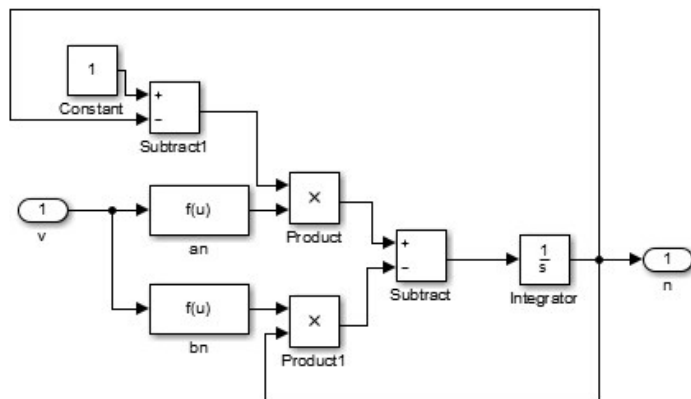 1
Constant
+
−
Subtract1
1
v
f(u)
an
×
Product
+
−
Subtract
1
s
Integrator
1
n
f(u)
bn
×
Product1